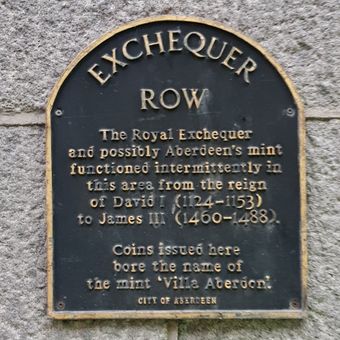 EXCHEQUER
ROW
The Royal Exchequer
and possibly Aberdeen's mint
functioned intermittently in
this area from the reign
of David I (1124-1153)
to James III (1460-1488).
Coins issued here
bore the name of
the mint 'Villa Aberdon'.
CITY OF ABERDEEN